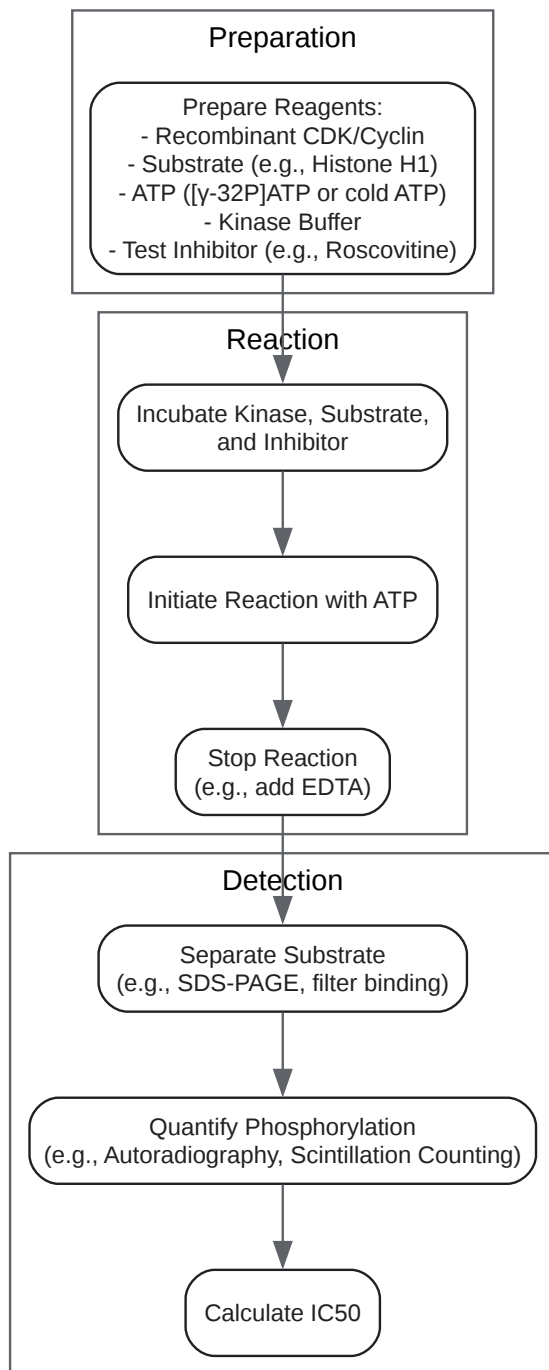 Preparation
Prepare Reagents:
- Recombinant CDK/Cyclin
- Substrate (e.g., Histone H1)
- ATP ([γ-32P]ATP or cold ATP)
- Kinase Buffer
- Test Inhibitor (e.g., Roscovitine)
Reaction
Incubate Kinase, Substrate,
and Inhibitor
Initiate Reaction with ATP
Stop Reaction
(e.g., add EDTA)
Detection
Separate Substrate
(e.g., SDS-PAGE, filter binding)
Quantify Phosphorylation
(e.g., Autoradiography, Scintillation Counting)
Calculate IC50